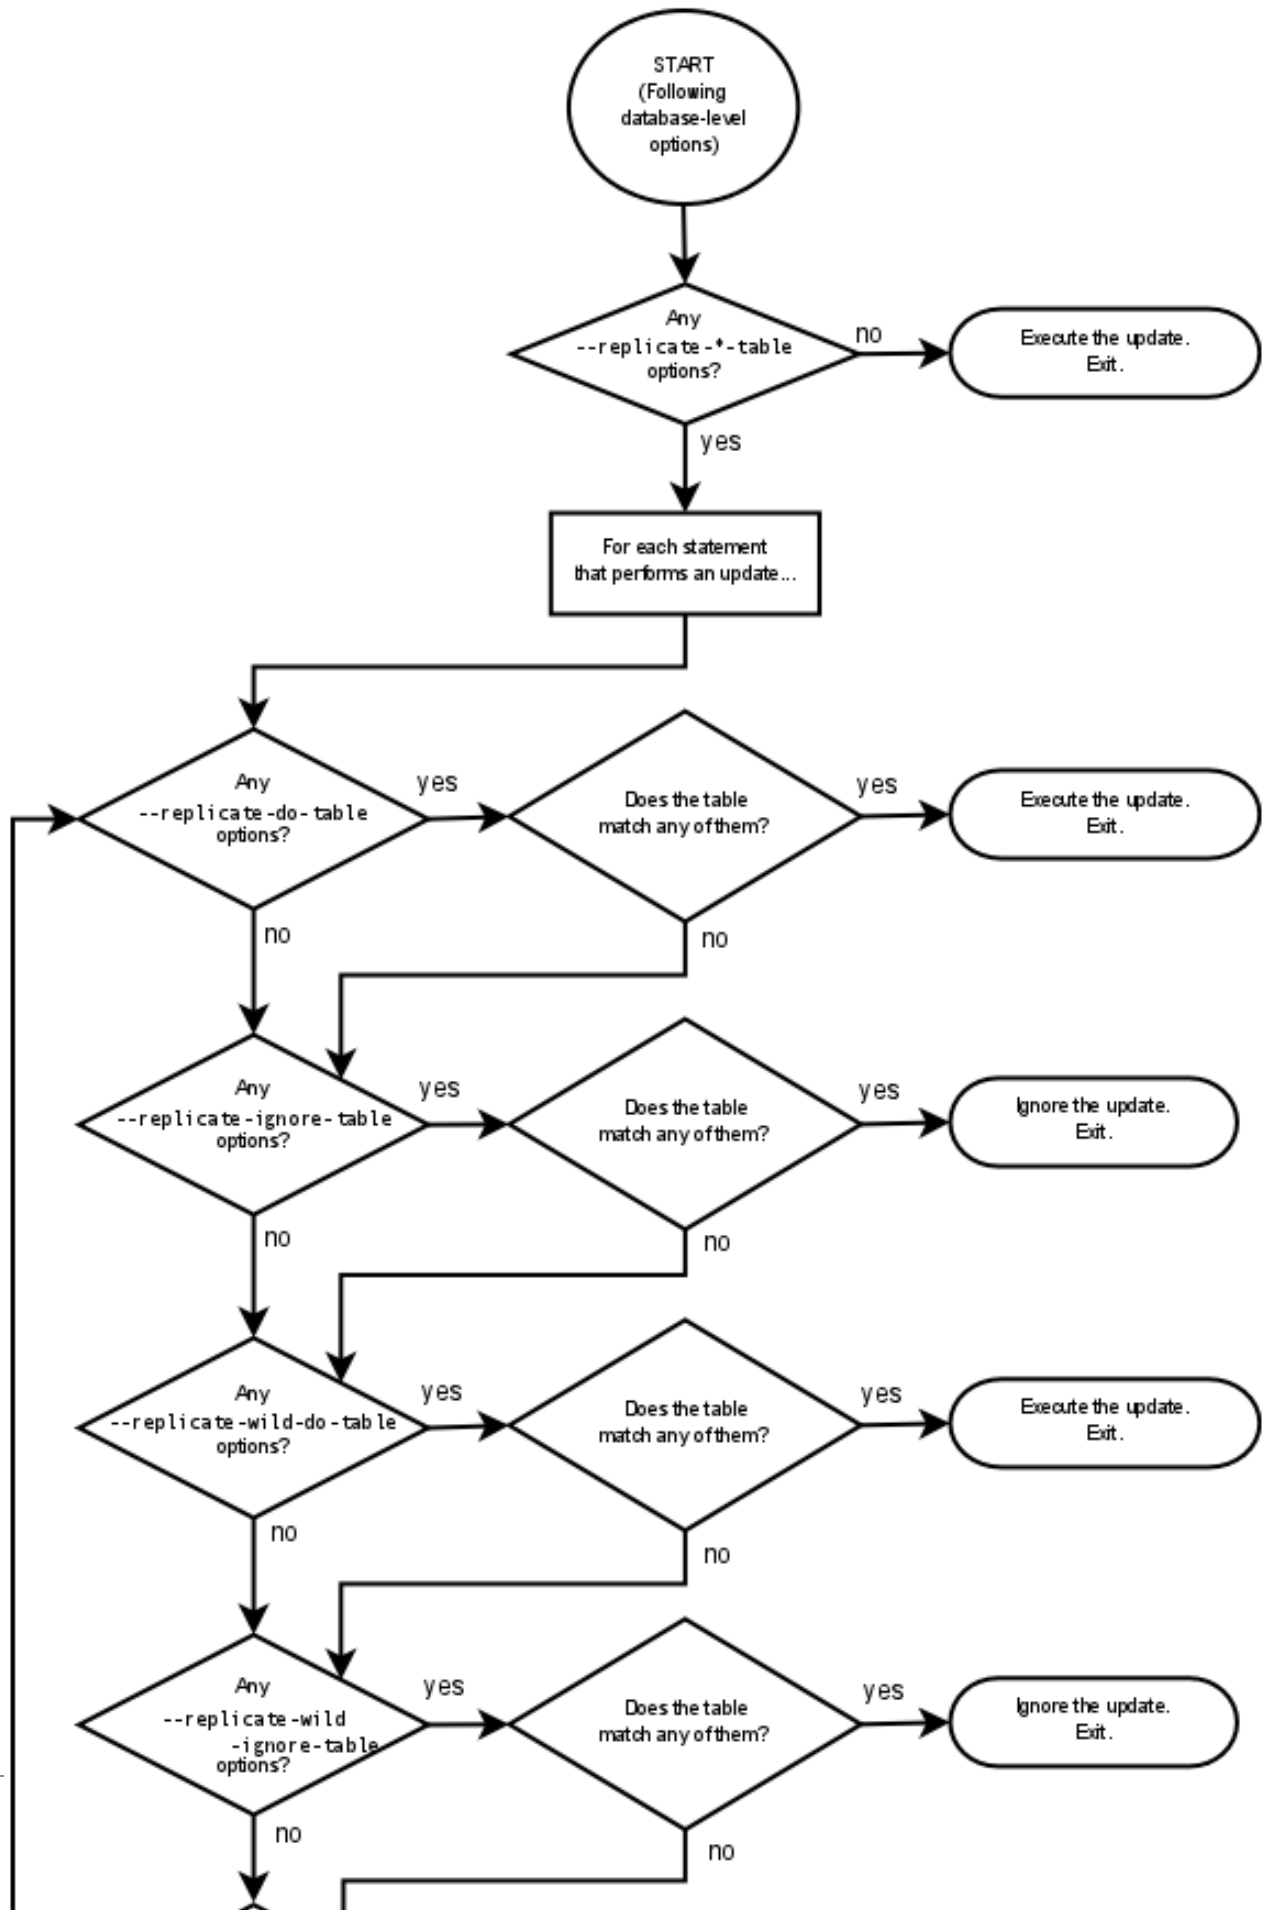 START
(Following
database-level
options)
Any
--replicate-*-table
options?
no
Execute the update.
Exit.
yes
For each statement
that performs an update...
Any
--replicate-do-table
options?
yes
Does the table
match any of them?
yes
Execute the update.
Exit.
no
no
Any
--replicate-ignore-table
options?
yes
Does the table
match any of them?
yes
Ignore the update.
Exit.
no
no
Any
--replicate-wild-do-table
options?
yes
Does the table
match any of them?
yes
Execute the update.
Exit.
no
no
Any
--replicate-wild
-ignore-table
options?
yes
Does the table
match any of them?
yes
Ignore the update.
Exit.
no
no